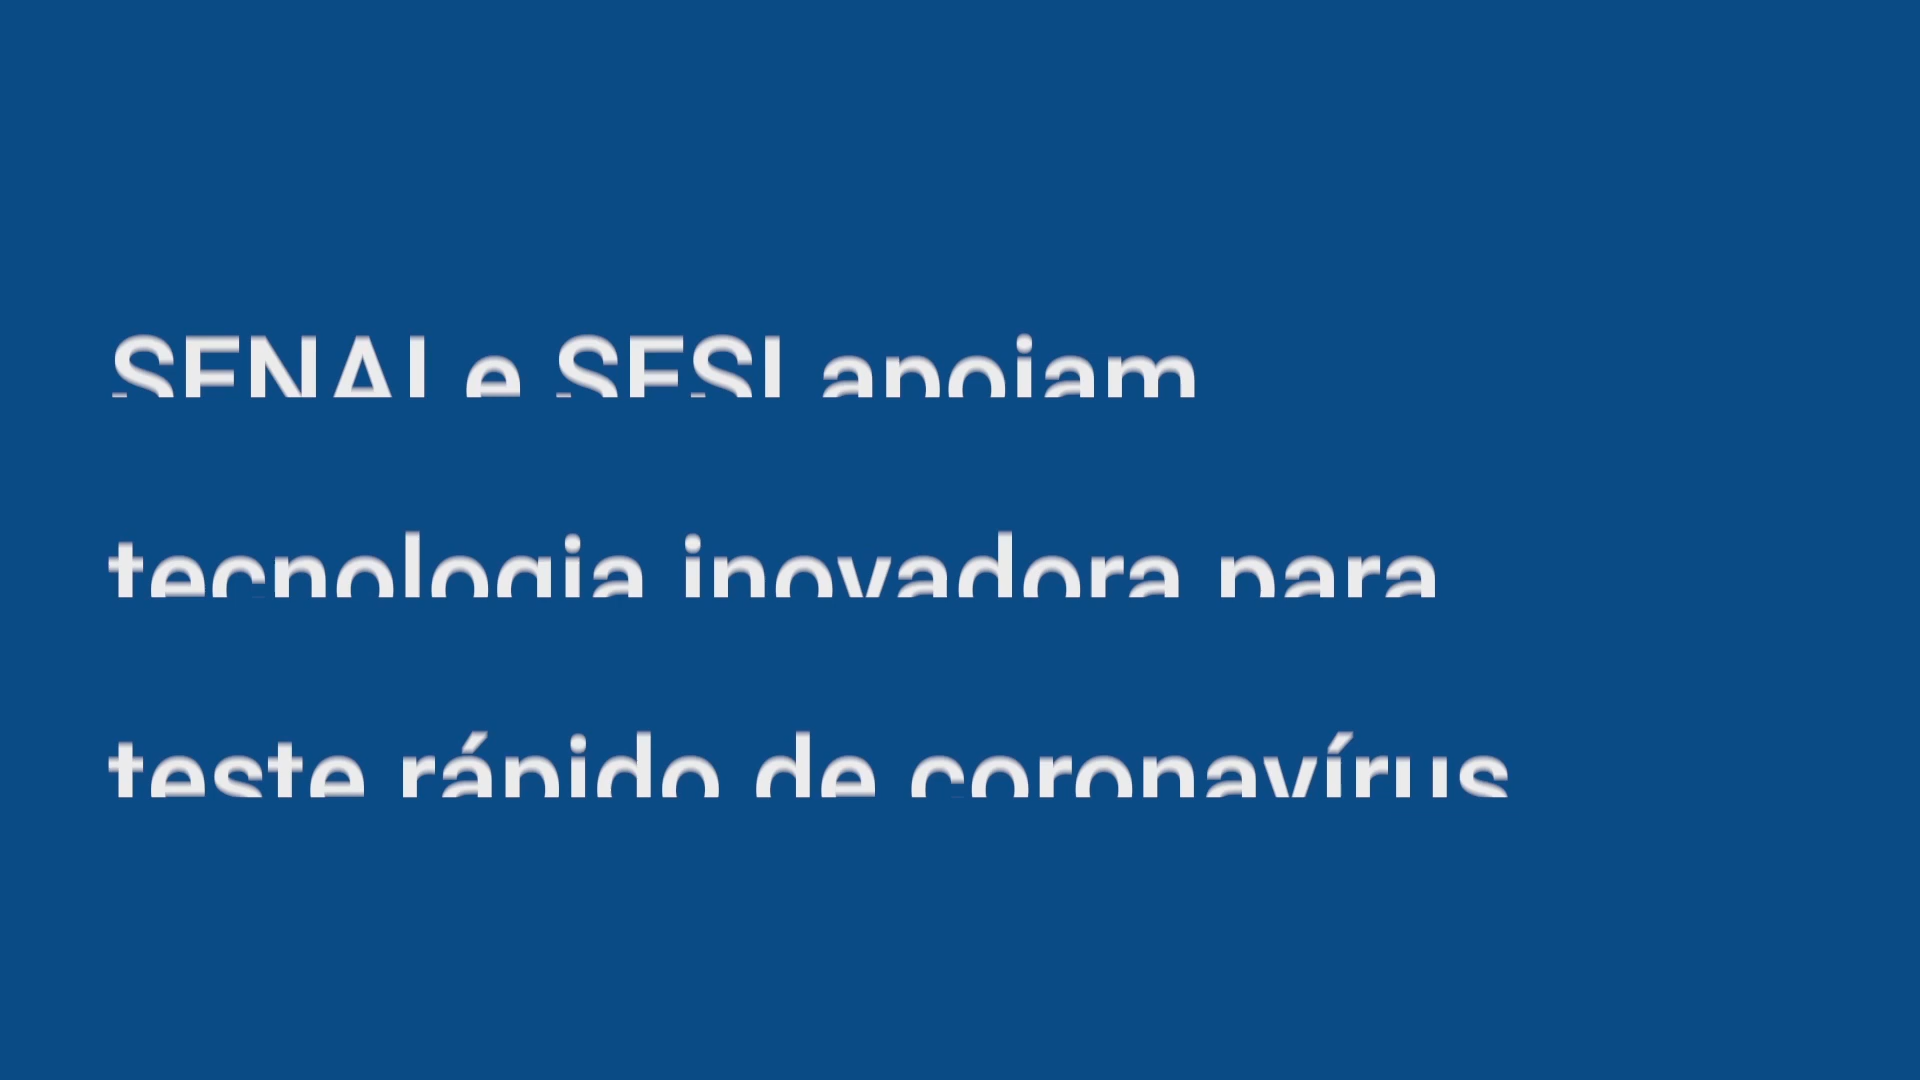 SENAI e SESI apoiam
tecnologia inovadora para
teste rápido de coronavírus